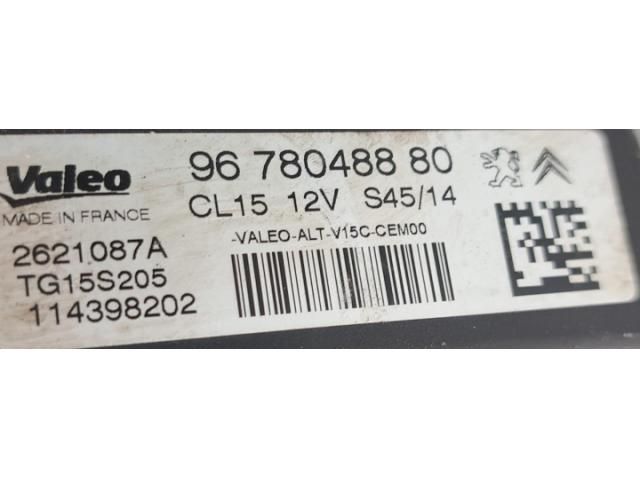 Valeo
MADE IN FRANCE
2621087A
TG15S205
114398202
96 780488 80
CL15 12V S45/14
-VALEO-ALT-V15C-CEM00